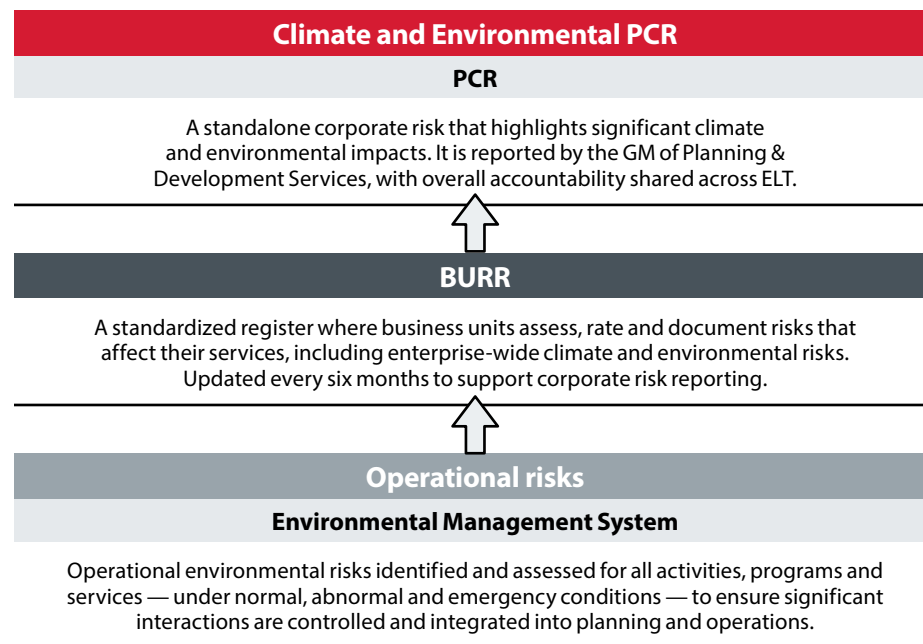 Climate and Environmental PCR
PCR
A standalone corporate risk that highlights significant climate
and environmental impacts. It is reported by the GM of Planning &
Development Services, with overall accountability shared across ELT.
BURR
A standardized register where business units assess, rate and document risks that
affect their services, including enterprise-wide climate and environmental risks.
Updated every six months to support corporate risk reporting.
Operational risks
Environmental Management System
Operational environmental risks identified and assessed for all activities, programs and
services — under normal, abnormal and emergency conditions — to ensure significant
interactions are controlled and integrated into planning and operations.